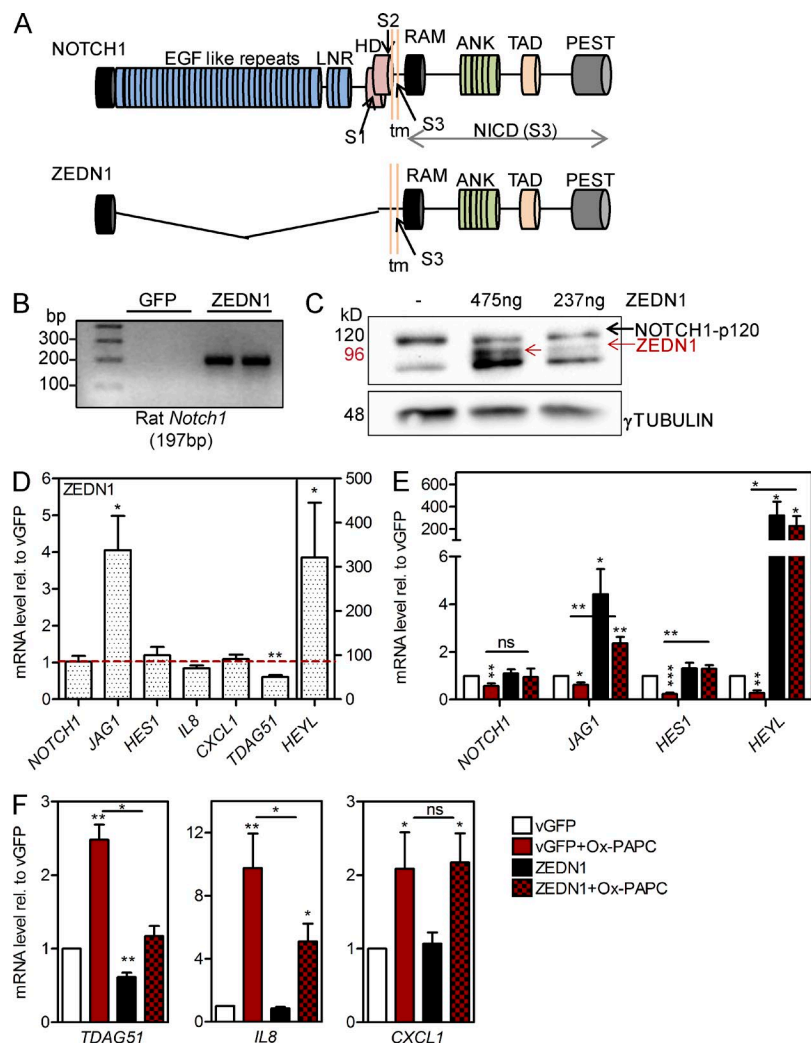 A
NOTCH1
EGF like repeats
LNR
HD
S2
RAM
ANK
TAD
PEST
S1
tm
S3
NICD (S3)
ZEDN1
RAM
ANK
TAD
PEST
tm
S3
B
GFP
ZEDN1
bp
300
200
100
Rat Notch1
(197bp)
C
- 475ng 237ng ZEDN1
kD
120
96
NOTCH1-p120
ZEDN1
48
γTUBULIN
D
ZEDN1
mRNA level rel. to vGFP
6
5
4
3
2
1
0
500
400
300
200
100
0
*
**
*
NOTCH1
JAG1
HES1
IL8
CXCL1
TDAG51
HEYL
E
mRNA level rel. to vGFP
600
400
200
6
4
2
0
ns
**
**
*
*
**
**
***
*
**
*
*
NOTCH1
JAG1
HES1
HEYL
F
mRNA level rel. to vGFP
3
2
1
0
**
*
**
TDAG51
12
8
4
0
**
*
*
IL8
3
2
1
0
*
ns
*
CXCL1
vGFP
vGFP+Ox-PAPC
ZEDN1
ZEDN1+Ox-PAPC